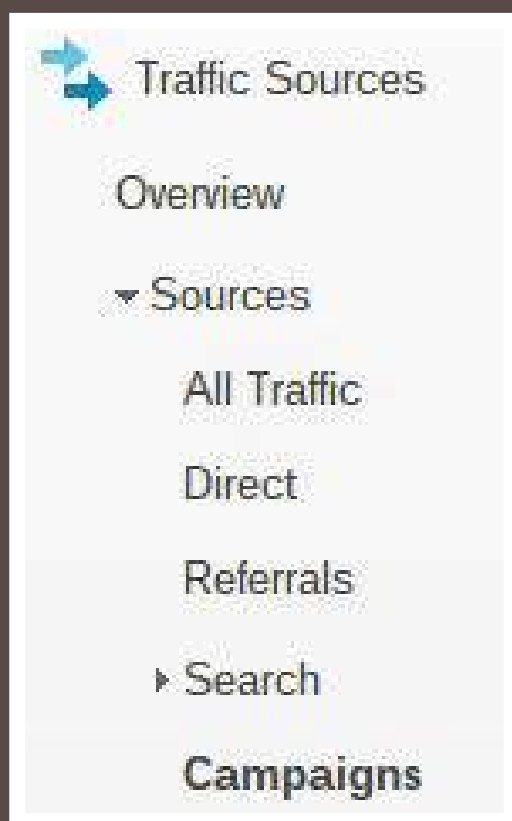 Traffic Sources
Overview
Sources
All Traffic
Direct
Referrals
Search
Campaigns